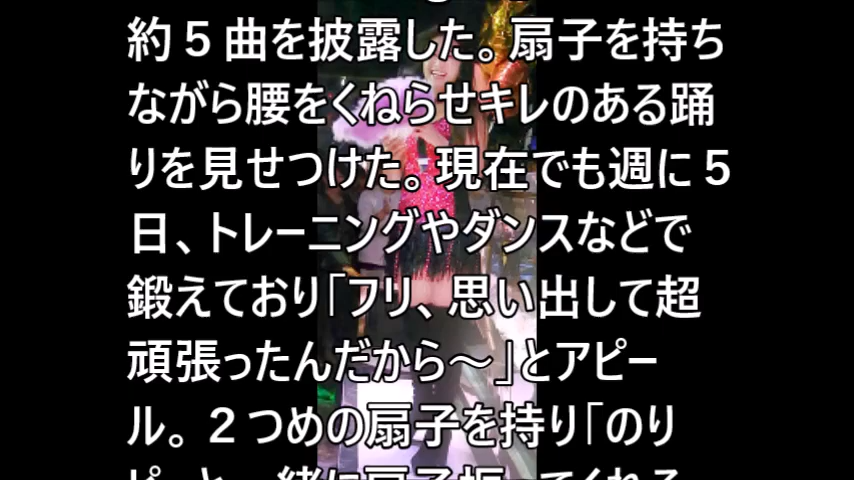 約5曲を披露した。扇子を持ち
ながら腰をくねらせキレのある踊
りを見せつけた。現在でも週に5
日、トレーニングやダンスなどで
鍛えており「フリ、思い出して超
頑張ったんだから～」とアピー
ル。2つめの扇子を持り「のり